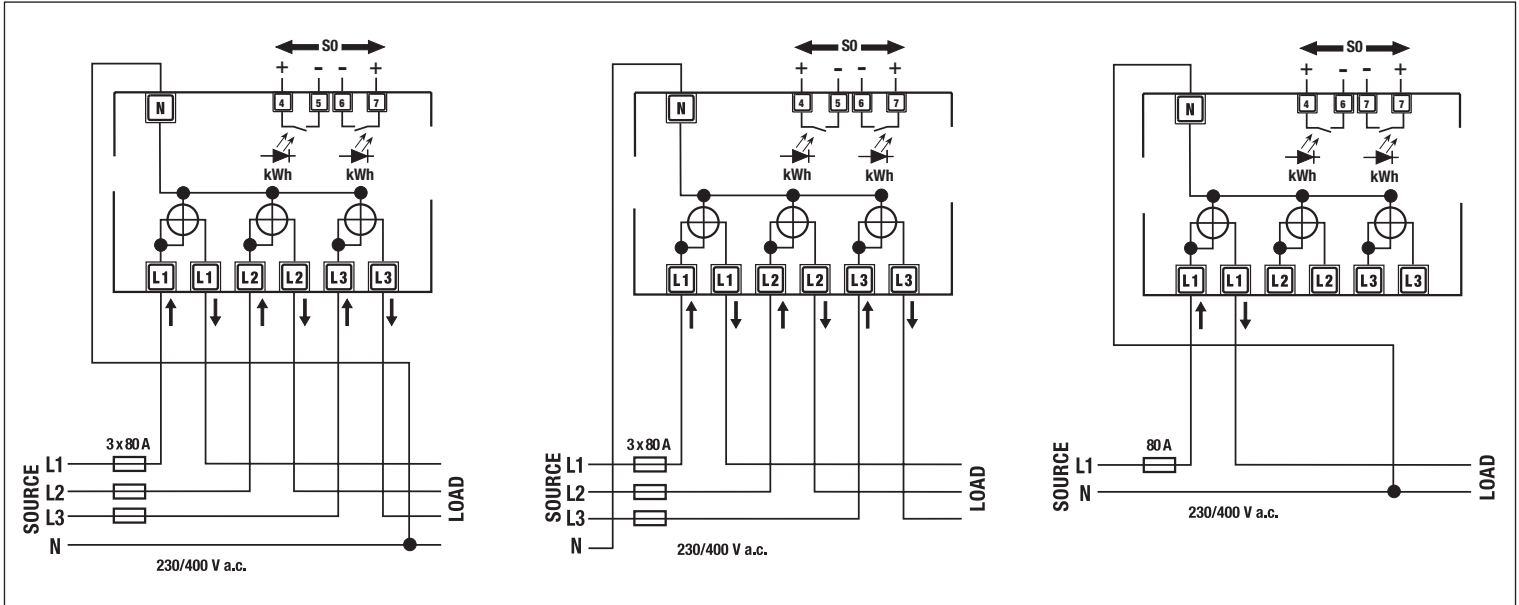 S0
+ - - +
N 4 5 6 7
kWh kWh
L1 L1 L2 L2 L3 L3
3 x 80 A
SOURCE
L1
L2
L3
N
LOAD
230/400 V a.c.
S0
+ - - +
N 4 5 6 7
kWh kWh
L1 L1 L2 L2 L3 L3
3 x 80 A
SOURCE
L1
L2
L3
N
LOAD
230/400 V a.c.
S0
+ - - +
N 4 6 7 7
kWh kWh
L1 L1 L2 L2 L3 L3
80 A
SOURCE
L1
N
LOAD
230/400 V a.c.